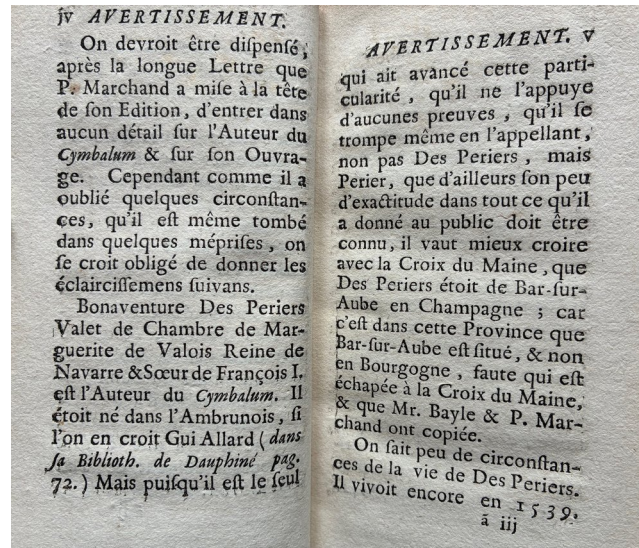 jv AVERTISSEMENT.
On devroit être diſpenſé ;
après la longue Lettre que
P. Marchand a miſe à la tête
de ſon Edition, d'entrer dans
aucun détail ſur l'Auteur du
Cymbalum & ſur ſon Ouvra-
ge. Cependant comme il a
oublié quelques circonſtan-
ces, qu'il eſt même tombé
dans quelques mépriſes, on
ſe croit obligé de donner les
éclairciſſemens ſuivans.
Bonaventure Des Periers
Valet de Chambre de Mar-
guerite de Valois Reine de
Navarre & Sœur de François I.
eſt l'Auteur du Cymbalum. Il
étoit né dans l'Ambrunois, ſi
l'on en croit Gui Allard ( dans
ſa Biblioth. de Dauphiné pag.
72. ) Mais puiſqu'il eſt le ſeul
AVERTISSEMENT. v
qui ait avancé cette parti-
cularité, qu'il ne l'appuye
d'aucunes preuves, qu'il ſe
trompe même en l'appellant,
non pas Des Periers, mais
Perier, que d'ailleurs ſon peu
d'exactitude dans tout ce qu'il
a donné au public doit être
connu, il vaut mieux croire
avec la Croix du Maine, que
Des Periers étoit de Bar-ſur-
Aube en Champagne ; car
c'eſt dans cette Province que
Bar-ſur-Aube eſt ſitué, & non
en Bourgogne, faute qui eſt
échapée à la Croix du Maine,
& que Mr. Bayle & P. Mar-
chand ont copiée.
On ſait peu de circonſtan-
ces de la vie de Des Periers.
Il vivoit encore en 1539.
ā iij